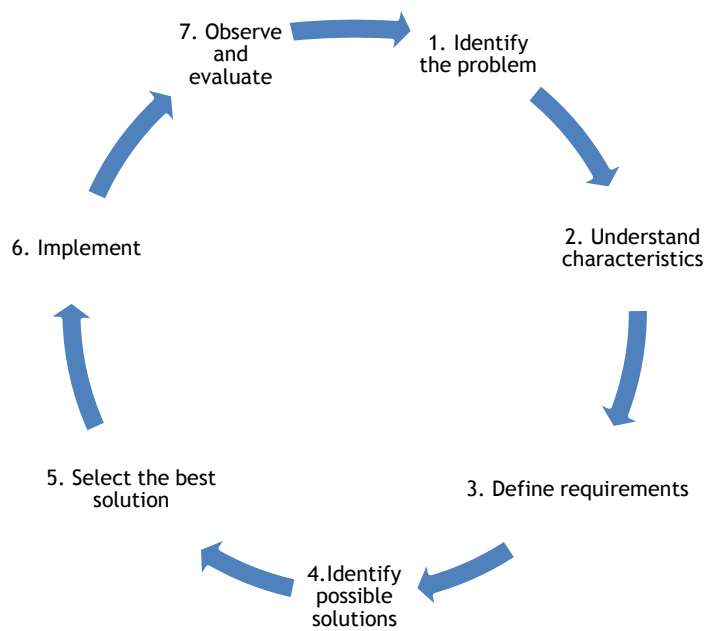 1. Identify
the problem
2. Understand
characteristics
3. Define requirements
4.Identify
possible
solutions
5. Select the best
solution
6. Implement
7. Observe
and
evaluate